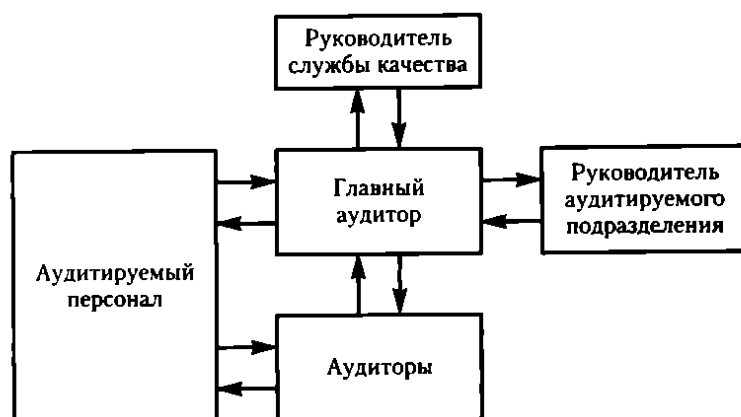 Руководитель
службы качества
Главный
аудитор
Руководитель
аудитируемого
подразделения
Аудитируемый
персонал
Аудиторы